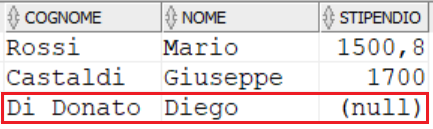 COGNOME NOME STIPENDIO
Rossi Mario 1500,8
Castaldi Giuseppe 1700
Di Donato Diego (null)